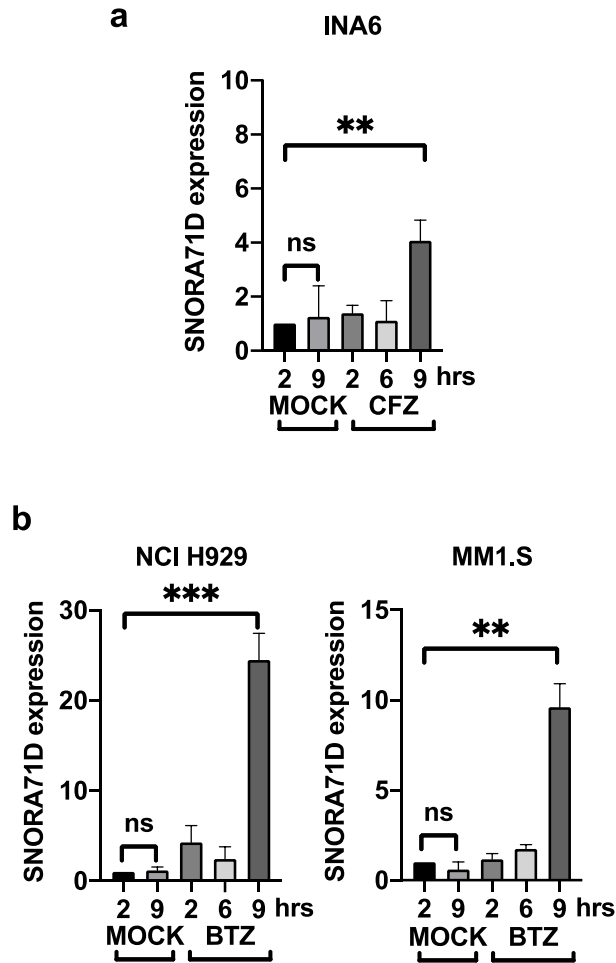 a
INA6
SNORA71D expression
10
8
6
4
2
0
**
ns
2 9 2 6 9 hrs
MOCK CFZ
b
NCI H929
SNORA71D expression
30
20
10
0
***
ns
2 9 2 6 9 hrs
MOCK BTZ
MM1.S
SNORA71D expression
15
10
5
0
**
ns
2 9 2 6 9 hrs
MOCK BTZ